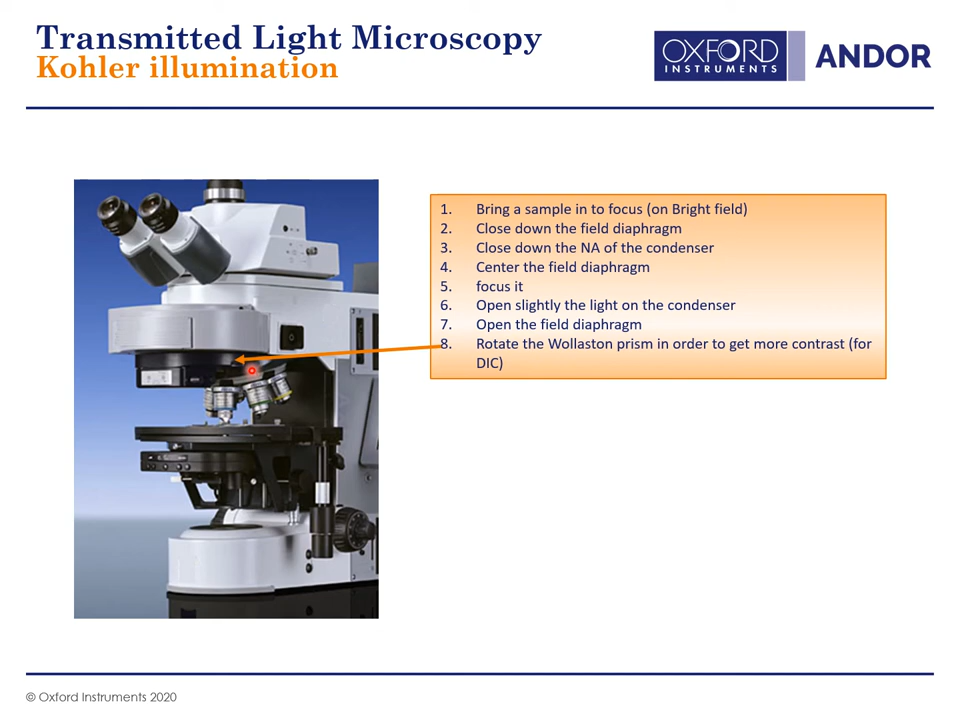 Transmitted Light Microscopy
Kohler illumination
OXFORD
INSTRUMENTS
ANDOR
1. Bring a sample in to focus (on Bright field)
2. Close down the field diaphragm
3. Close down the NA of the condenser
4. Center the field diaphragm
5. focus it
6. Open slightly the light on the condenser
7. Open the field diaphragm
8. Rotate the Wollaston prism in order to get more contrast (for
DIC)
© Oxford Instruments 2020